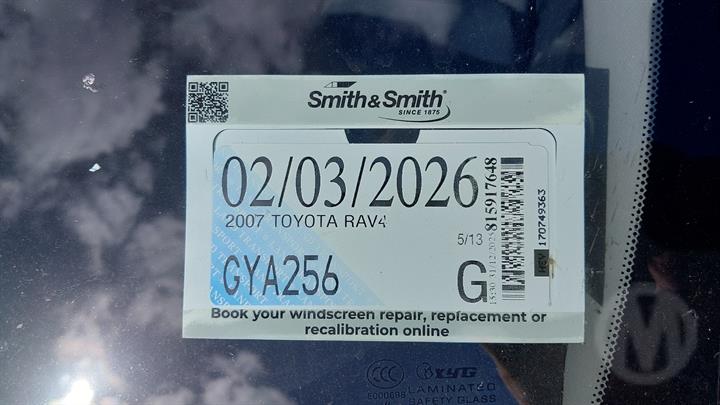 Smith&Smith®
SINCE 1875
02/03/2026
2007 TOYOTA RAV4
5/13
GYA256
G
815917648
170749363
Book your windscreen repair, replacement or
recalibration online
LAMINATED
SAFETY GLASS